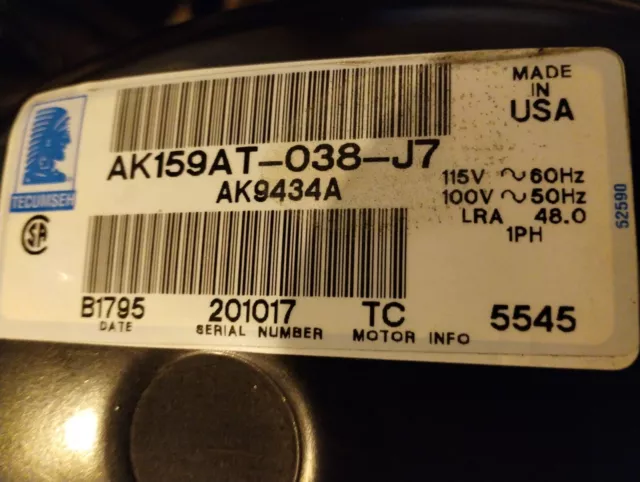 MADE
IN
USA
AK159AT-038-J7
AK9434A
115V ~ 60Hz
100V ~ 50Hz
LRA 48.0
1PH
TECUMSEH
SA
B1795 201017 TC 5545
DATE SERIAL NUMBER MOTOR INFO
52590